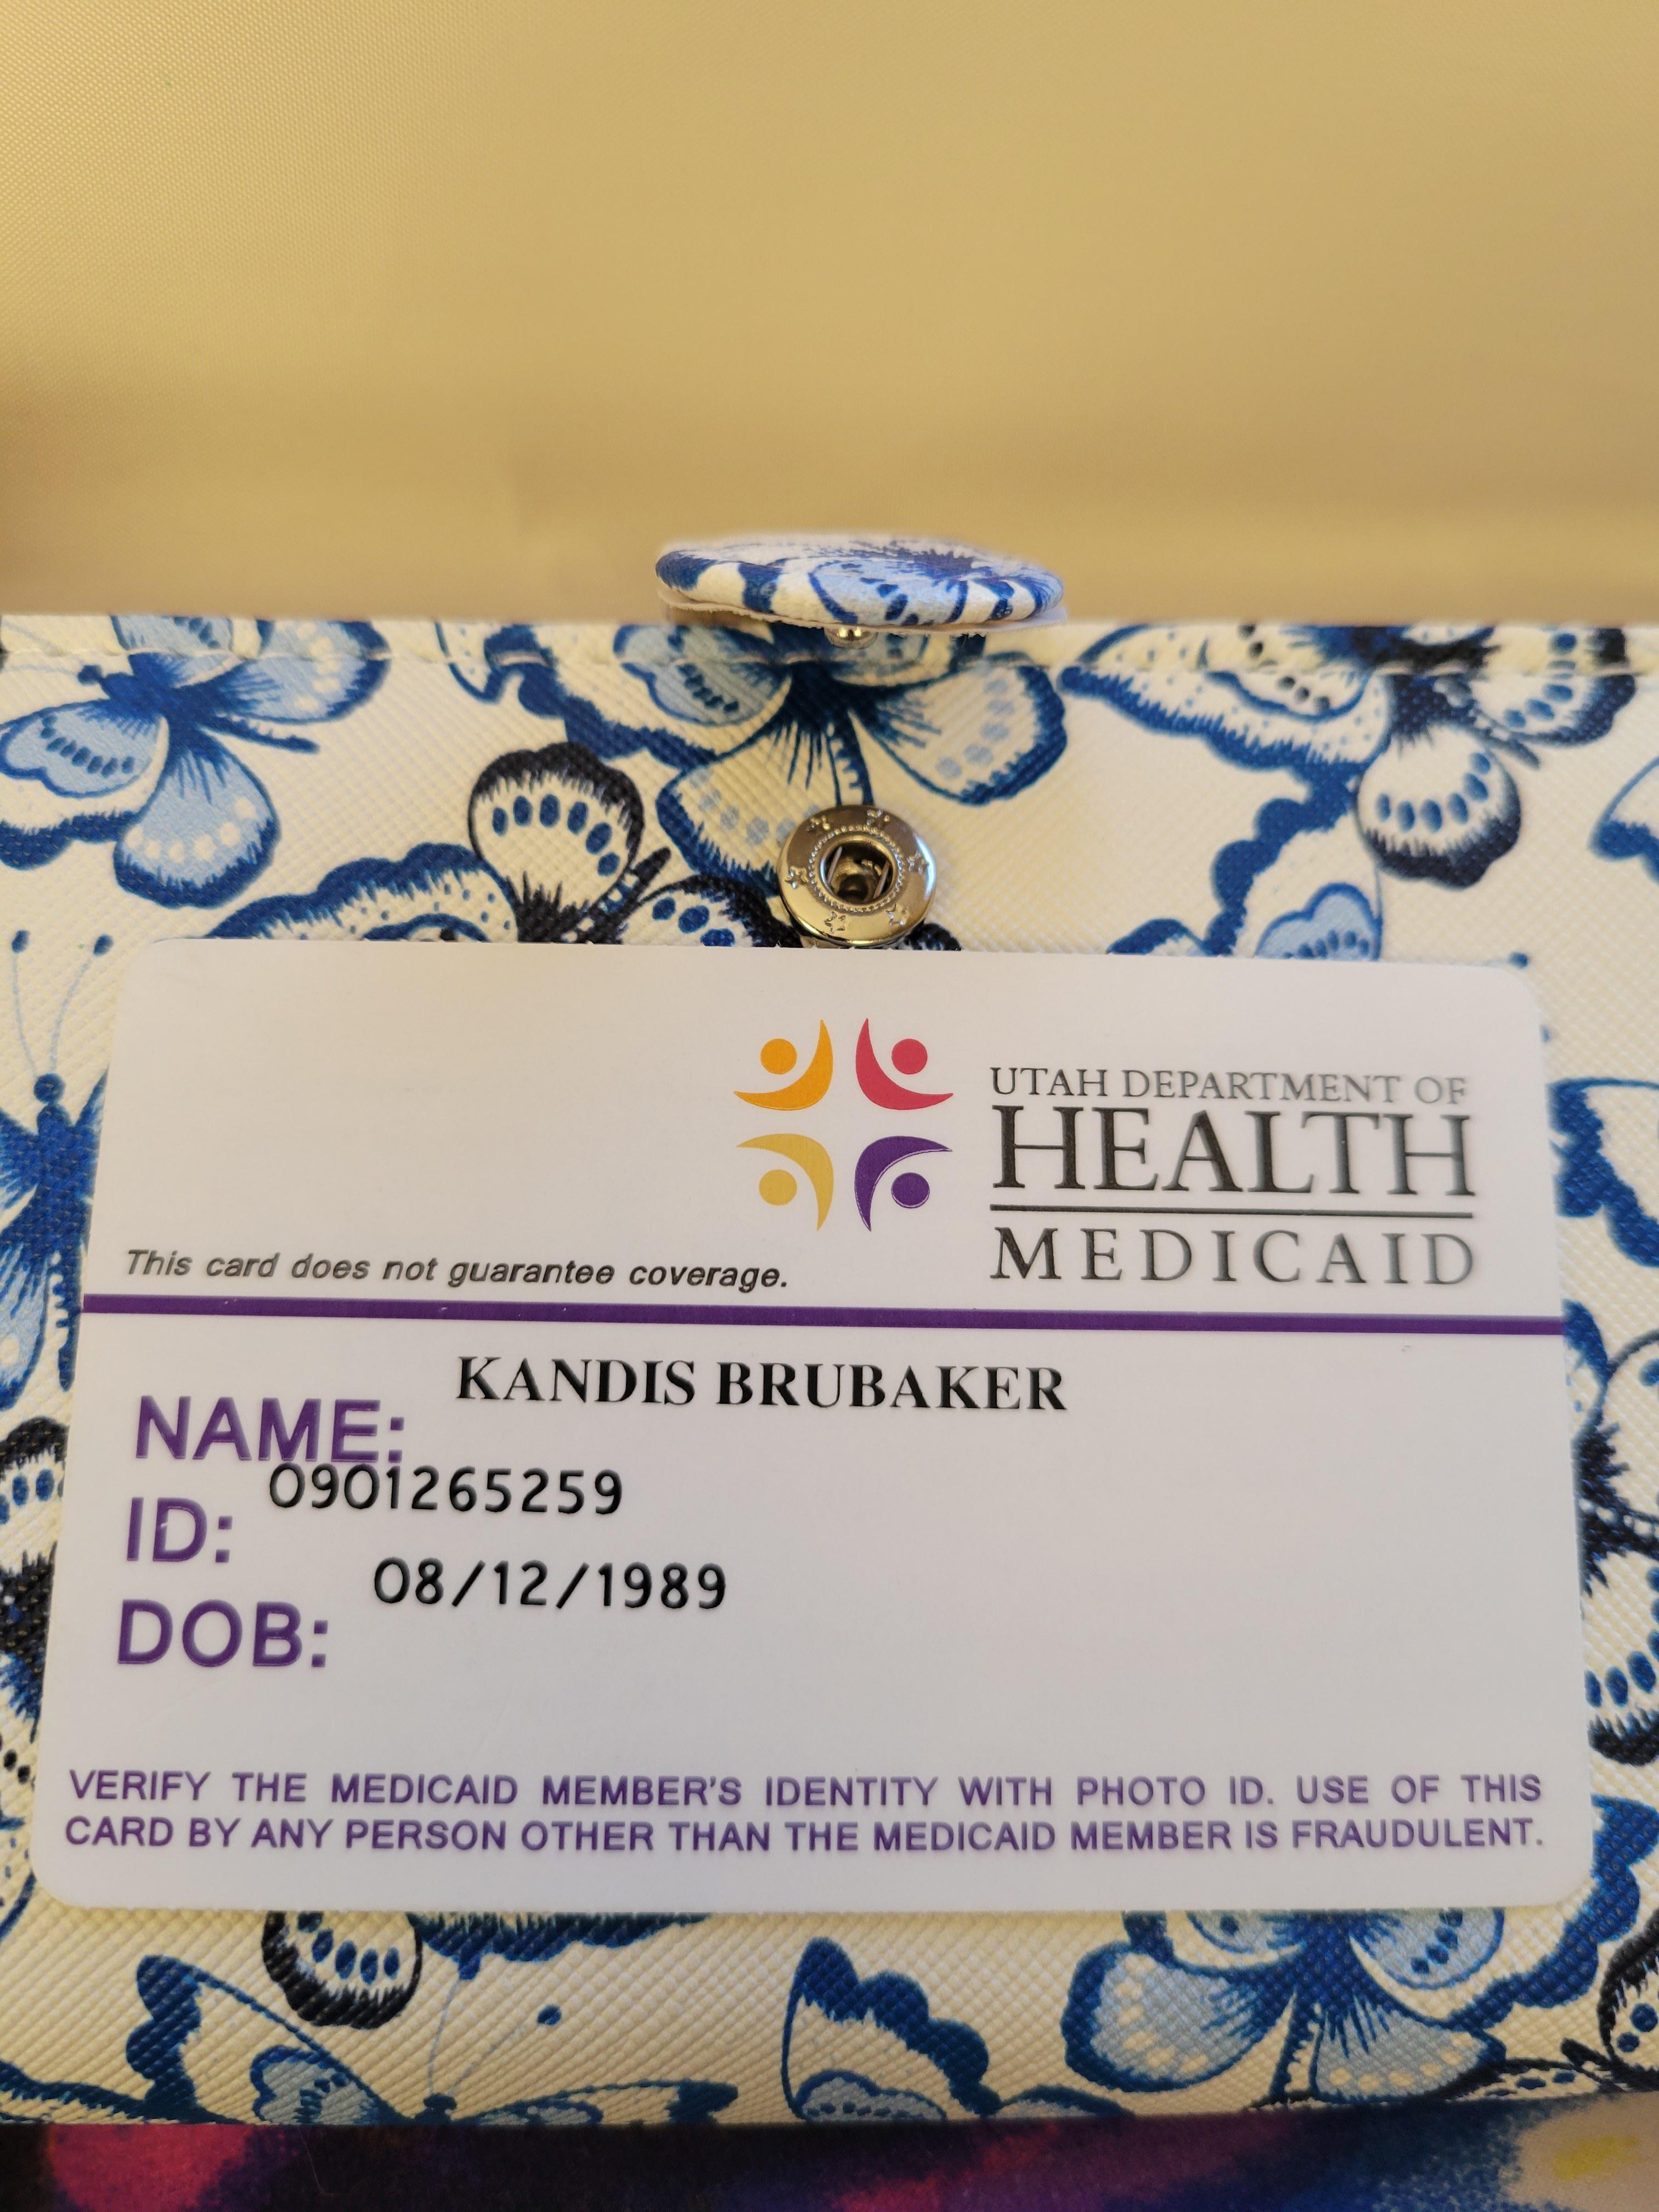 UTAH DEPARTMENT OF
HEALTH
MEDICAID
This card does not guarantee coverage.
NAME: KANDIS BRUBAKER
ID: 0901265259
DOB: 08/12/1989
VERIFY THE MEDICAID MEMBER'S IDENTITY WITH PHOTO ID. USE OF THIS
CARD BY ANY PERSON OTHER THAN THE MEDICAID MEMBER IS FRAUDULENT.